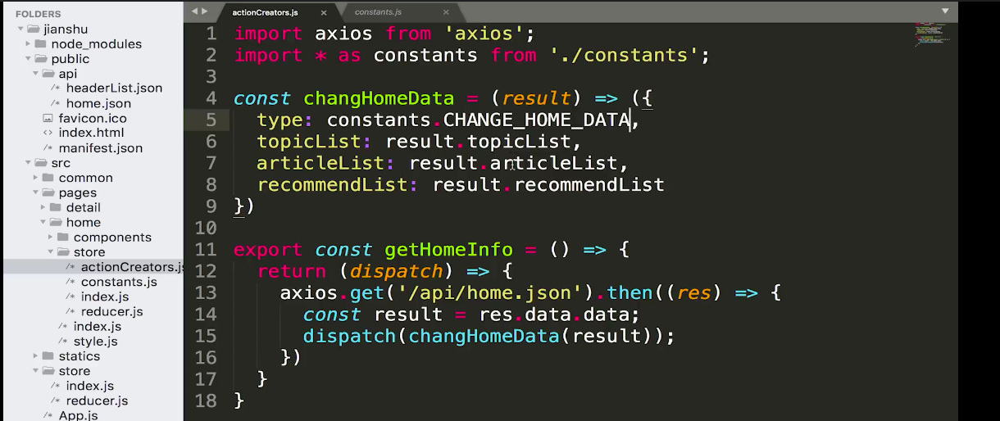 FOLDERS
jianshu
node_modules
public
api
headerList.json
home.json
favicon.ico
index.html
manifest.json
src
common
pages
detail
home
components
store
actionCreators.js
constants.js
index.js
reducer.js
index.js
style.js
statics
store
index.js
reducer.js
App.js
actionCreators.js
constants.js
1 import axios from 'axios';
2 import * as constants from './constants';
3
4 const changHomeData = (result) => ({
5 type: constants.CHANGE_HOME_DATA,
6 topicList: result.topicList,
7 articleList: result.articleList,
8 recommendList: result.recommendList
9 })
10
11 export const getHomeInfo = () => {
12 return (dispatch) => {
13 axios.get('/api/home.json').then((res) => {
14 const result = res.data.data;
15 dispatch(changHomeData(result));
16 })
17 }
18 }